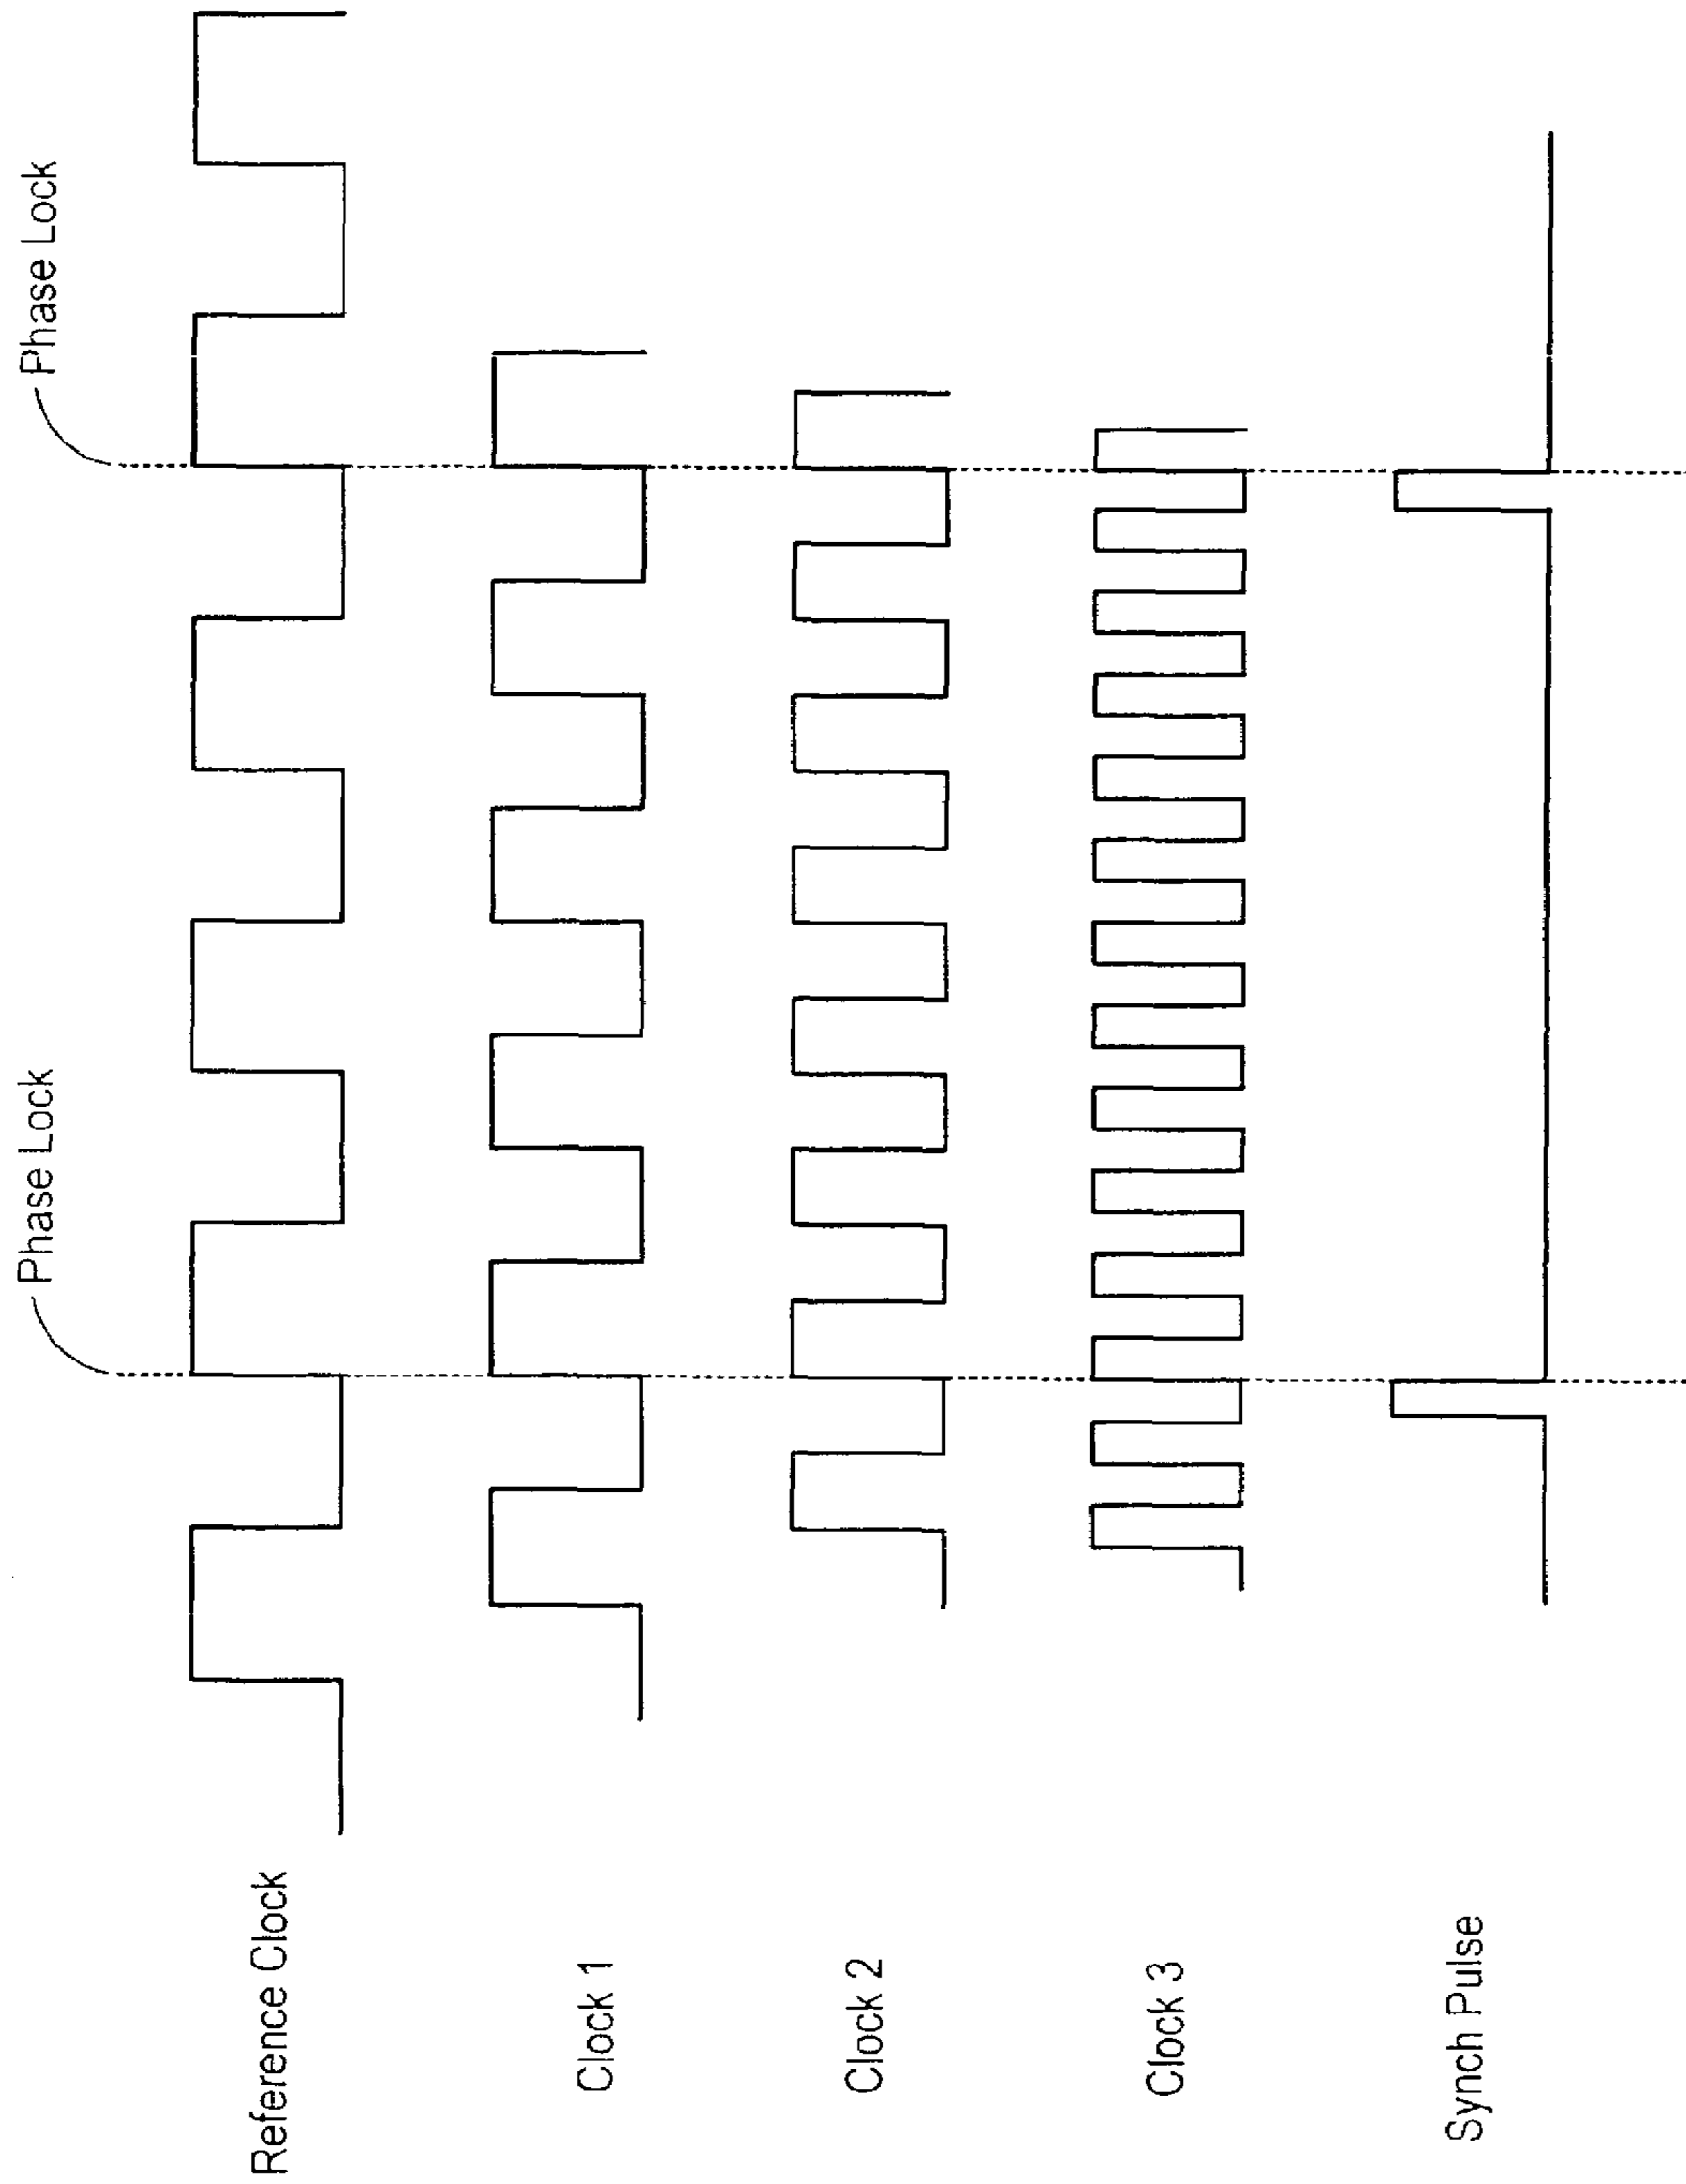 Phase Lock
Phase Lock
Reference Clock
Clock 1
Clock 2
Clock 3
Synch Pulse